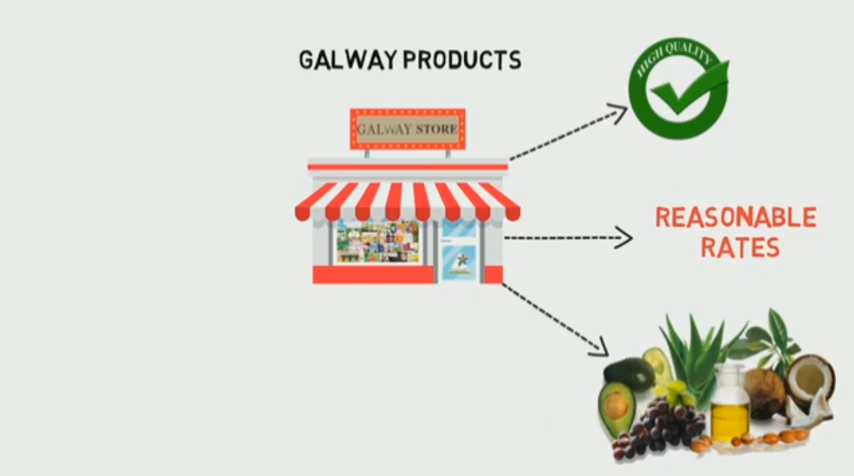 GALWAY PRODUCTS
HIGH QUALITY
GALWAY STORE
REASONABLE
RATES